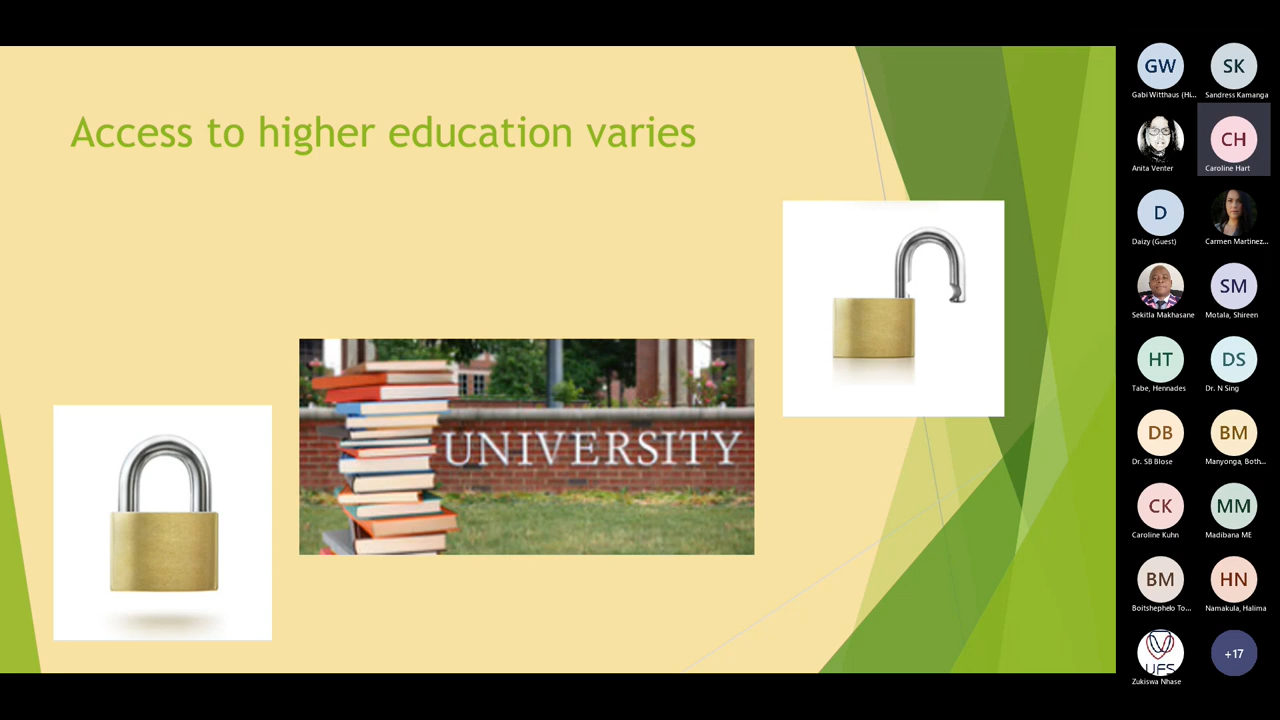 Access to higher education varies
UNIVERSITY
GW
Gabi Witthaus (Hi...
SK
Sandress Kamanga
Anita Venter
CH
Caroline Hart
D
Daizy (Guest)
Carmen Martinez...
Sekitla Makhasane
SM
Motala, Shireen
HT
Tabe, Hennades
DS
Dr. N Sing
DB
Dr. SB Blose
BM
Manyonga, Both...
CK
Caroline Kuhn
MM
Madibana ME
BM
Boitshephelo To...
HN
Namakula, Halima
UFS
Zukiswa Nhase
+17